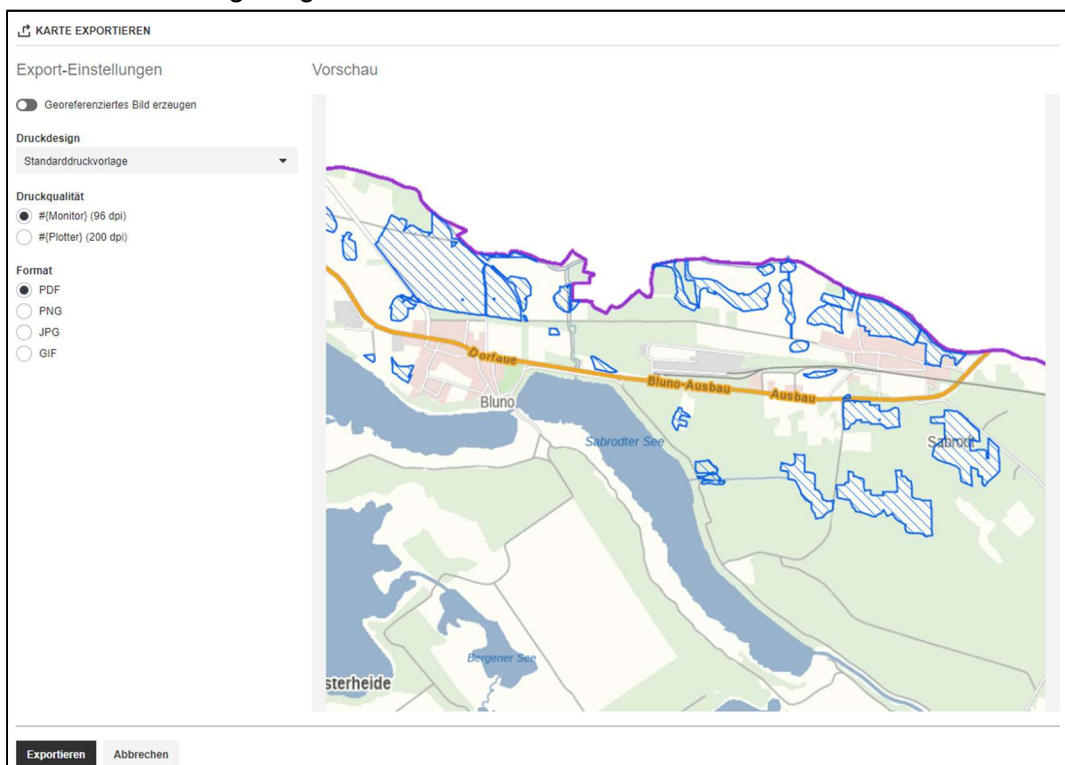 KARTE EXPORTIEREN
Export-Einstellungen
Georeferenziertes Bild erzeugen
Druckdesign
Standarddruckvorlage
Druckqualität
#{Monitor} (96 dpi)
#{Plotter} (200 dpi)
Format
PDF
PNG
JPG
GIF
Vorschau
Dorfaue
Bluno-Ausbau
Ausbau
Bluno
Sabrodter See
Sabrodt
Bergener See
sterheide
Exportieren
Abbrechen